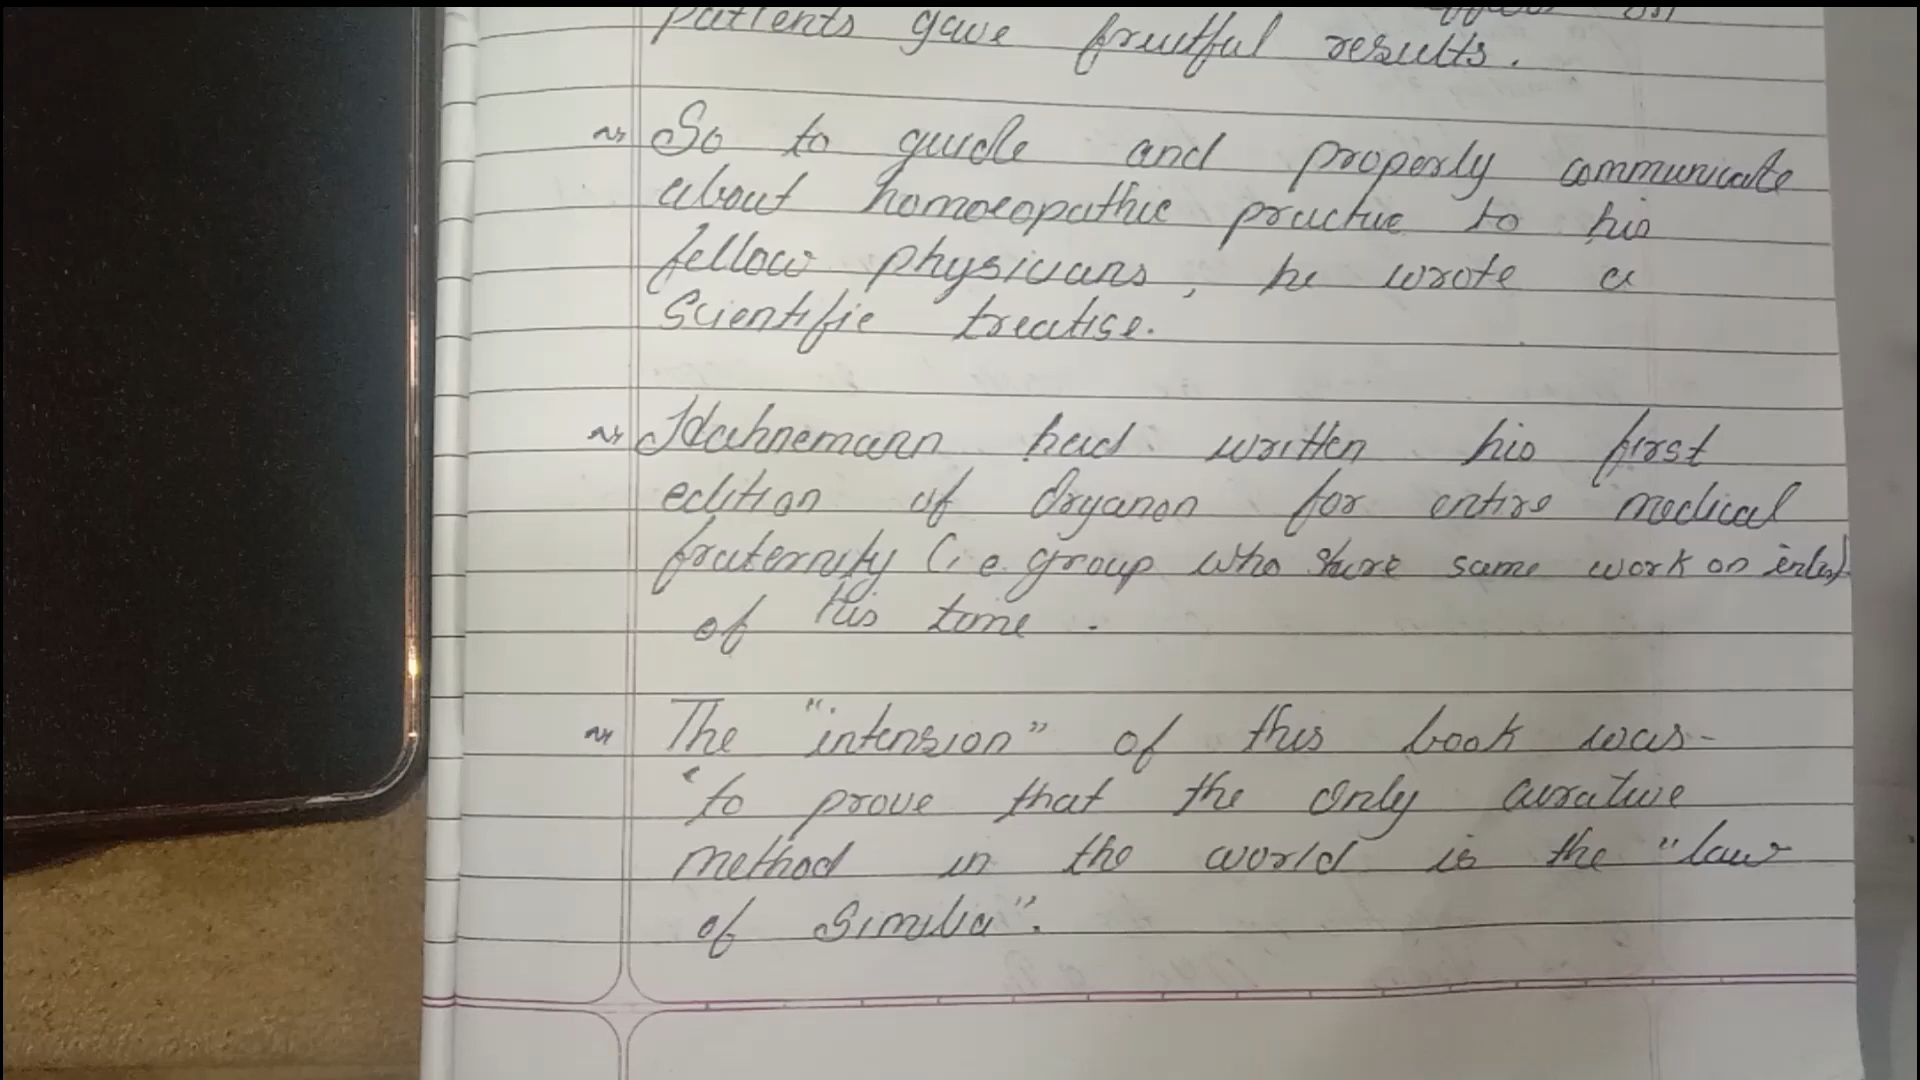 patients gave fruitful results.
So to guide and properly communicate
about homoeopathic practice to his
fellow physicians, he wrote a
Scientific treatise.
Hahnemann had written his first
edition of Organon for entire medical
fraternity (i.e. group who share same work or
of his time.
The "intension" of this book was-
"to prove that the only curative
method in the world is the "law
of Similia".